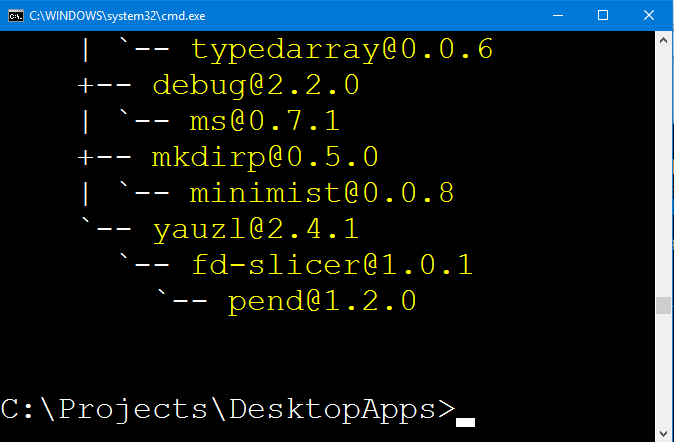 C:\WINDOWS\system32\cmd.exe
| `-- typedarray@0.0.6
+-- debug@2.2.0
| `-- ms@0.7.1
+-- mkdirp@0.5.0
| `-- minimist@0.0.8
`-- yauzl@2.4.1
`-- fd-slicer@1.0.1
`-- pend@1.2.0
C:\Projects\DesktopApps>_